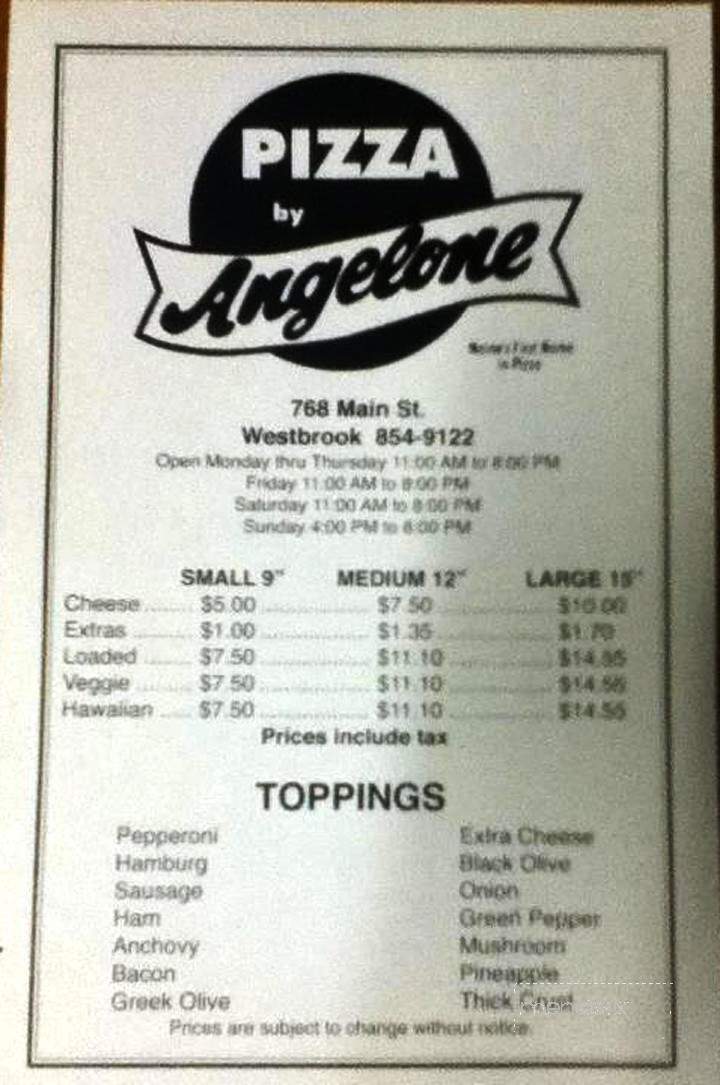 PIZZA
by
Angelone
in Pizza
768 Main St.
Westbrook 854-9122
Open Monday thru Thursday 11:00 AM to 8:00 PM
Friday 11:00 AM to 8:00 PM
Saturday 11:00 AM to 8:00 PM
Sunday 4:00 PM to 8:00 PM
SMALL 9" MEDIUM 12" LARGE 15"
Cheese ....... $5.00 ................ $7.50 ................ $10.00
Extras ........ $1.00 ................ $1.35 ................ $1.70
Loaded ...... $7.50 ................ $11.10 ..............
Veggie ....... $7.50 ................ $11.10 .............. $14.55
Hawaiian .... $7.50 ................ $11.10 .............. $14.55
Prices include tax
TOPPINGS
Pepperoni Extra Cheese
Hamburg Black Olive
Sausage Onion
Ham Green Pepper
Anchovy Mushroom
Bacon Pineapple
Greek Olive Thick Crust
Prices are subject to change without notice.